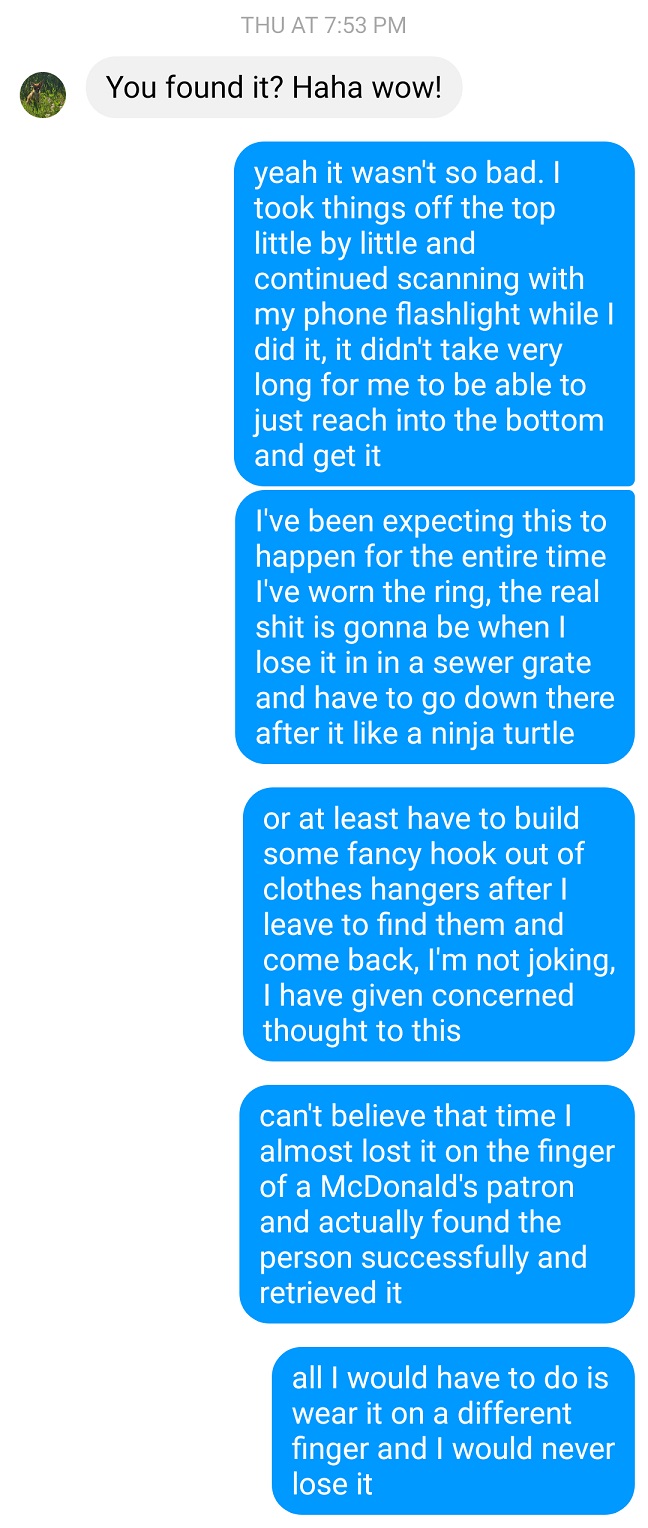 THU AT 7:53 PM
You found it? Haha wow!
yeah it wasn't so bad. I
took things off the top
little by little and
continued scanning with
my phone flashlight while I
did it, it didn't take very
long for me to be able to
just reach into the bottom
and get it
I've been expecting this to
happen for the entire time
I've worn the ring, the real
shit is gonna be when I
lose it in in a sewer grate
and have to go down there
after it like a ninja turtle
or at least have to build
some fancy hook out of
clothes hangers after I
leave to find them and
come back, I'm not joking,
I have given concerned
thought to this
can't believe that time I
almost lost it on the finger
of a McDonald's patron
and actually found the
person successfully and
retrieved it
all I would have to do is
wear it on a different
finger and I would never
lose it